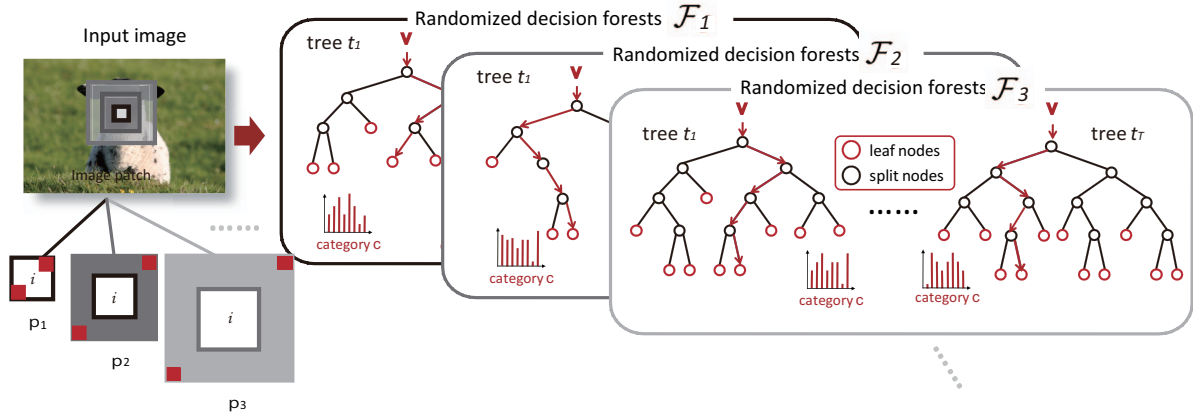 Input image
Image patch
i
p1
i
p2
i
p3
Randomized decision forests F1
v
tree t1
category c
Randomized decision forests F2
v
tree t1
category c
Randomized decision forests F3
v
tree t1
leaf nodes
split nodes
v
tree tT
category c
category c